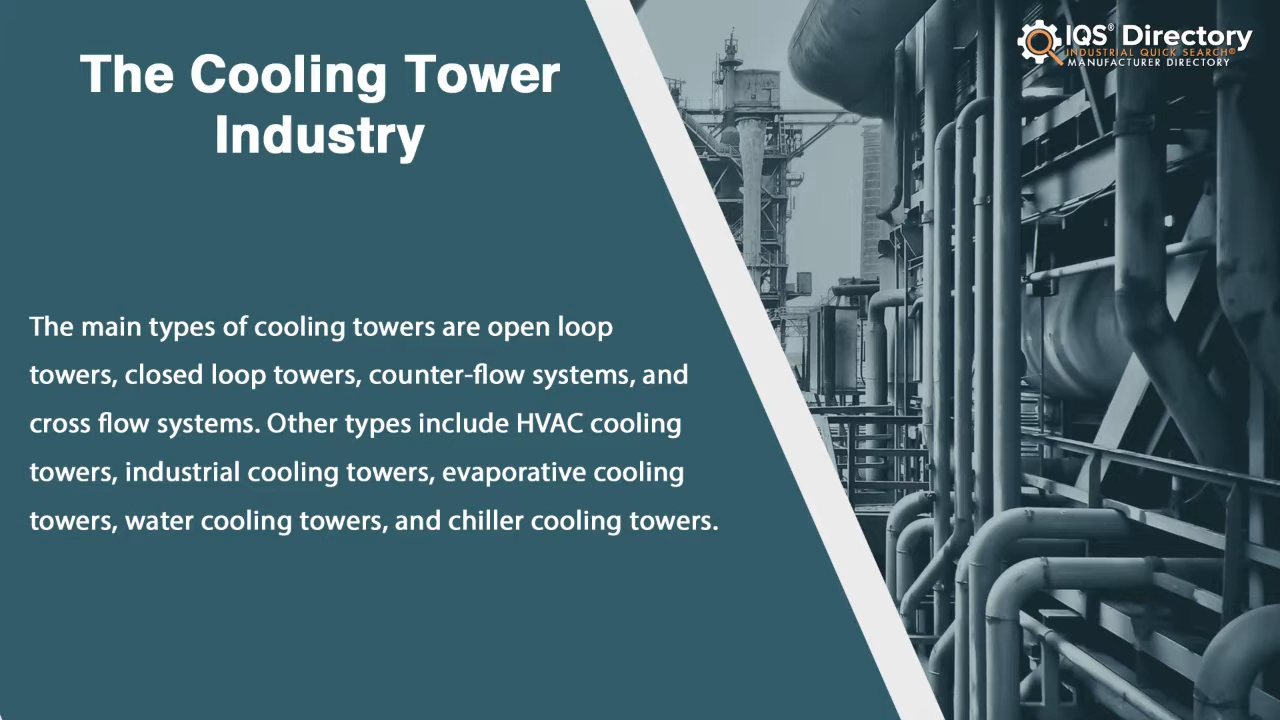 The Cooling Tower
Industry
IQS® Directory
INDUSTRIAL QUICK SEARCH®
MANUFACTURER DIRECTORY
The main types of cooling towers are open loop
towers, closed loop towers, counter-flow systems, and
cross flow systems. Other types include HVAC cooling
towers, industrial cooling towers, evaporative cooling
towers, water cooling towers, and chiller cooling towers.